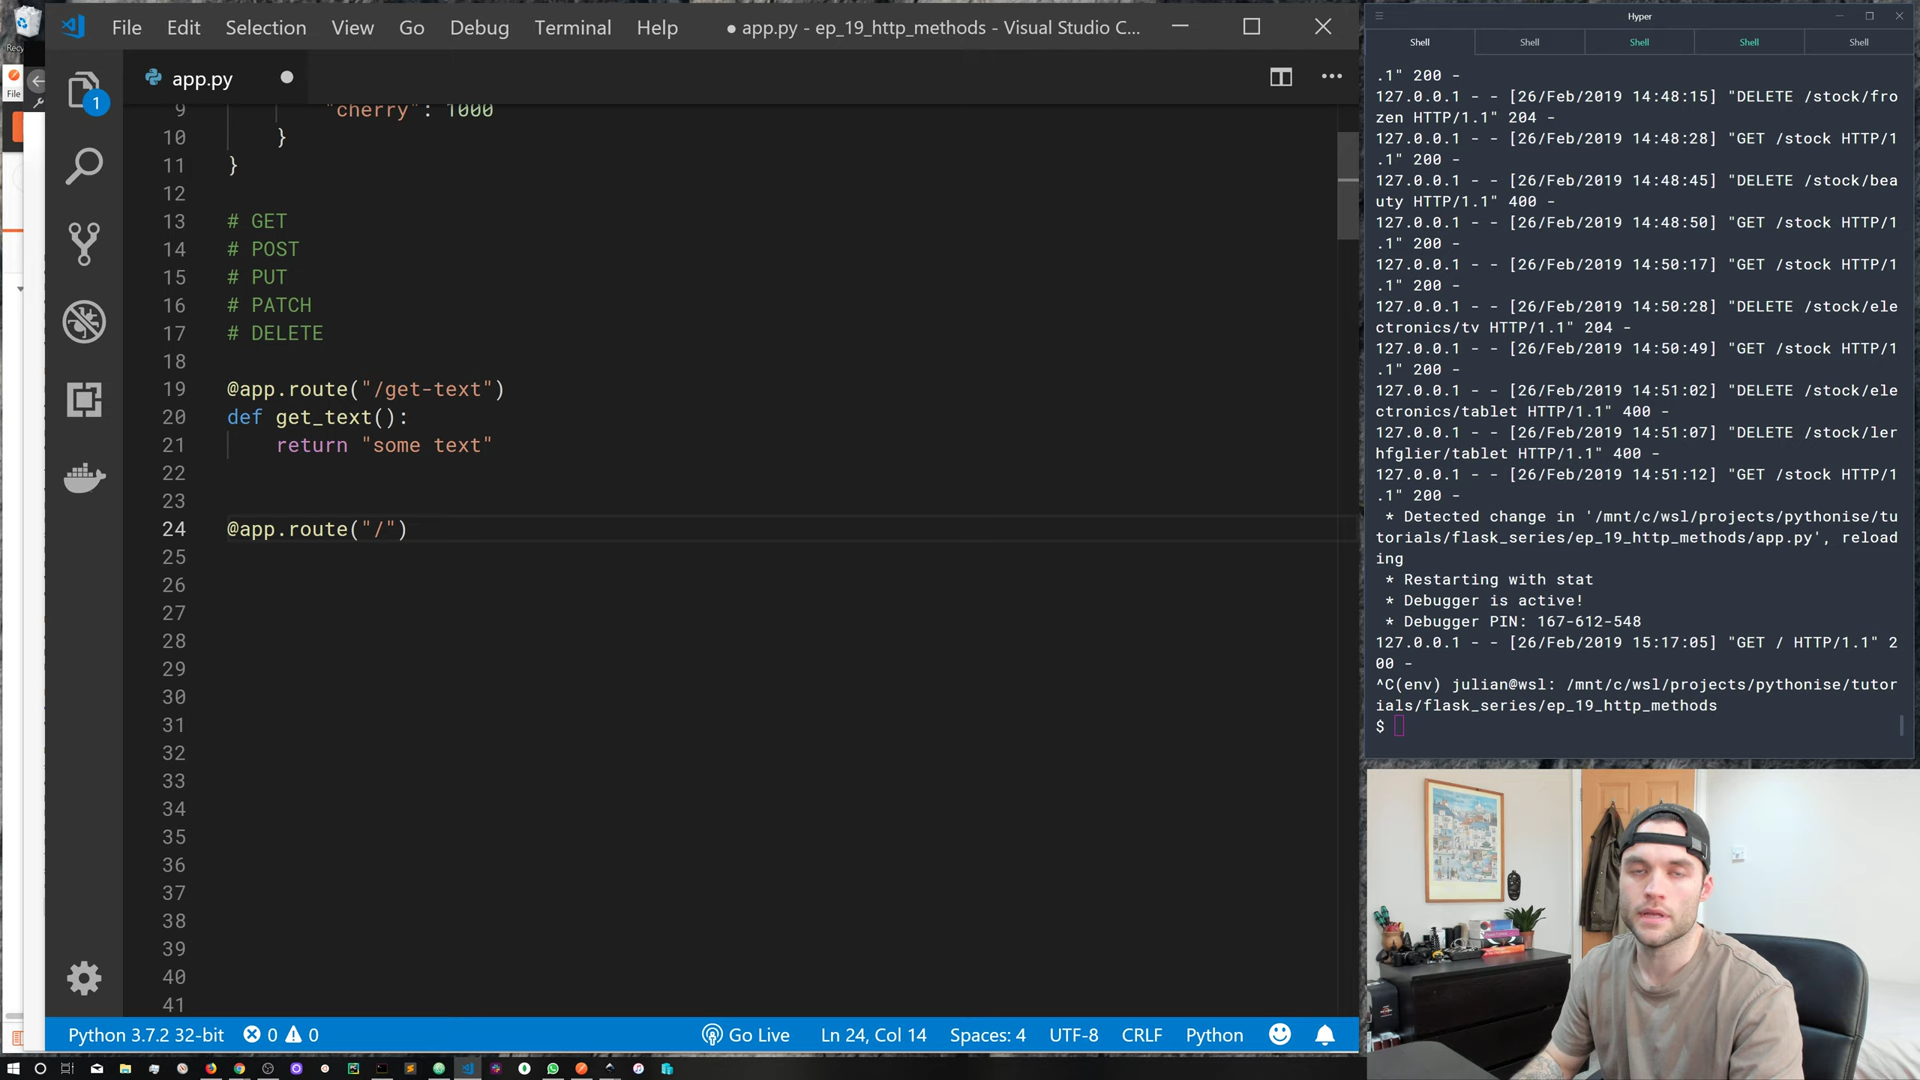 File Edit Selection View Go Debug Terminal Help ● app.py - ep_19_http_methods - Visual Studio C...
app.py
1
9 "cherry": 1000
10 }
11 }
12
13 # GET
14 # POST
15 # PUT
16 # PATCH
17 # DELETE
18
19 @app.route("/get-text")
20 def get_text():
21 return "some text"
22
23
24 @app.route("/")
25
26
27
28
29
30
31
32
33
34
35
36
37
38
39
40
41
Python 3.7.2 32-bit 0 0 Go Live Ln 24, Col 14 Spaces: 4 UTF-8 CRLF Python
File
Hyper
Shell Shell Shell Shell Shell
.1" 200 -
127.0.0.1 - - [26/Feb/2019 14:48:15] "DELETE /stock/fro
zen HTTP/1.1" 204 -
127.0.0.1 - - [26/Feb/2019 14:48:28] "GET /stock HTTP/1
.1" 200 -
127.0.0.1 - - [26/Feb/2019 14:48:45] "DELETE /stock/bea
uty HTTP/1.1" 400 -
127.0.0.1 - - [26/Feb/2019 14:48:50] "GET /stock HTTP/1
.1" 200 -
127.0.0.1 - - [26/Feb/2019 14:50:17] "GET /stock HTTP/1
.1" 200 -
127.0.0.1 - - [26/Feb/2019 14:50:28] "DELETE /stock/ele
ctronics/tv HTTP/1.1" 204 -
127.0.0.1 - - [26/Feb/2019 14:50:49] "GET /stock HTTP/1
.1" 200 -
127.0.0.1 - - [26/Feb/2019 14:51:02] "DELETE /stock/ele
ctronics/tablet HTTP/1.1" 400 -
127.0.0.1 - - [26/Feb/2019 14:51:07] "DELETE /stock/ler
hfglier/tablet HTTP/1.1" 400 -
127.0.0.1 - - [26/Feb/2019 14:51:12] "GET /stock HTTP/1
.1" 200 -
* Detected change in '/mnt/c/wsl/projects/pythonise/tu
torials/flask_series/ep_19_http_methods/app.py', reload
ing
* Restarting with stat
* Debugger is active!
* Debugger PIN: 167-612-548
127.0.0.1 - - [26/Feb/2019 15:17:05] "GET / HTTP/1.1" 2
00 -
^C(env) julian@wsl: /mnt/c/wsl/projects/pythonise/tutor
ials/flask_series/ep_19_http_methods
$